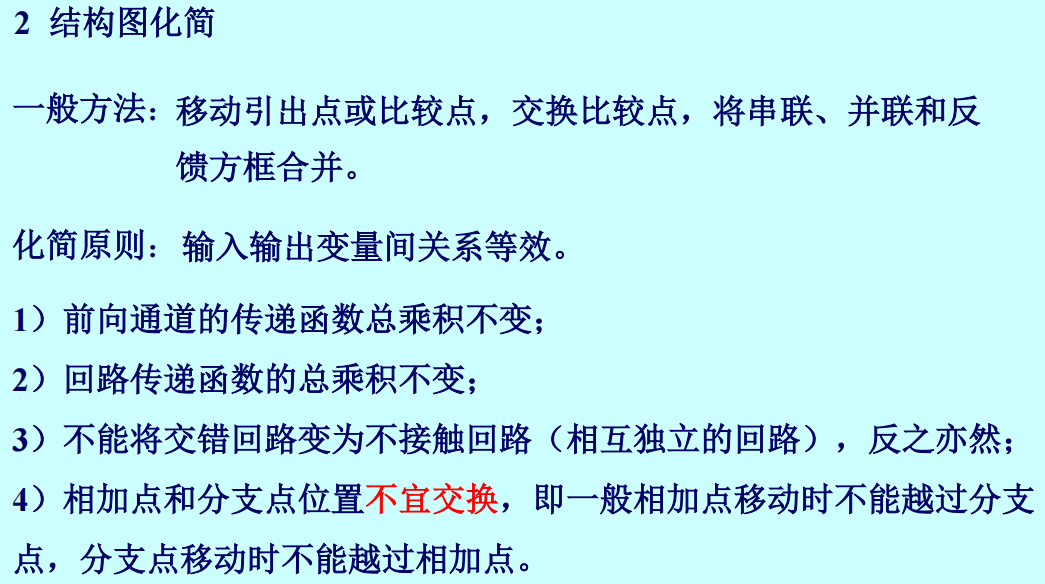 2 结构图化简
一般方法：移动引出点或比较点，交换比较点，将串联、并联和反
馈方框合并。
化简原则：输入输出变量间关系等效。
1）前向通道的传递函数总乘积不变；
2）回路传递函数的总乘积不变；
3）不能将交错回路变为不接触回路（相互独立的回路），反之亦然；
4）相加点和分支点位置不宜交换，即一般相加点移动时不能越过分支
点，分支点移动时不能越过相加点。